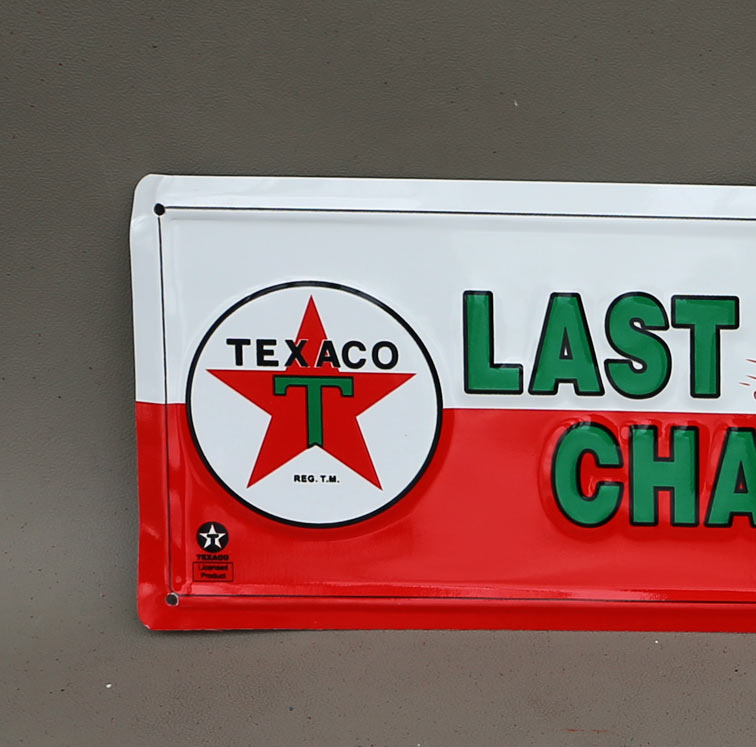 TEXACO
T
REG. T.M.
LAST
CHA
TEXACO
Licensed
Product